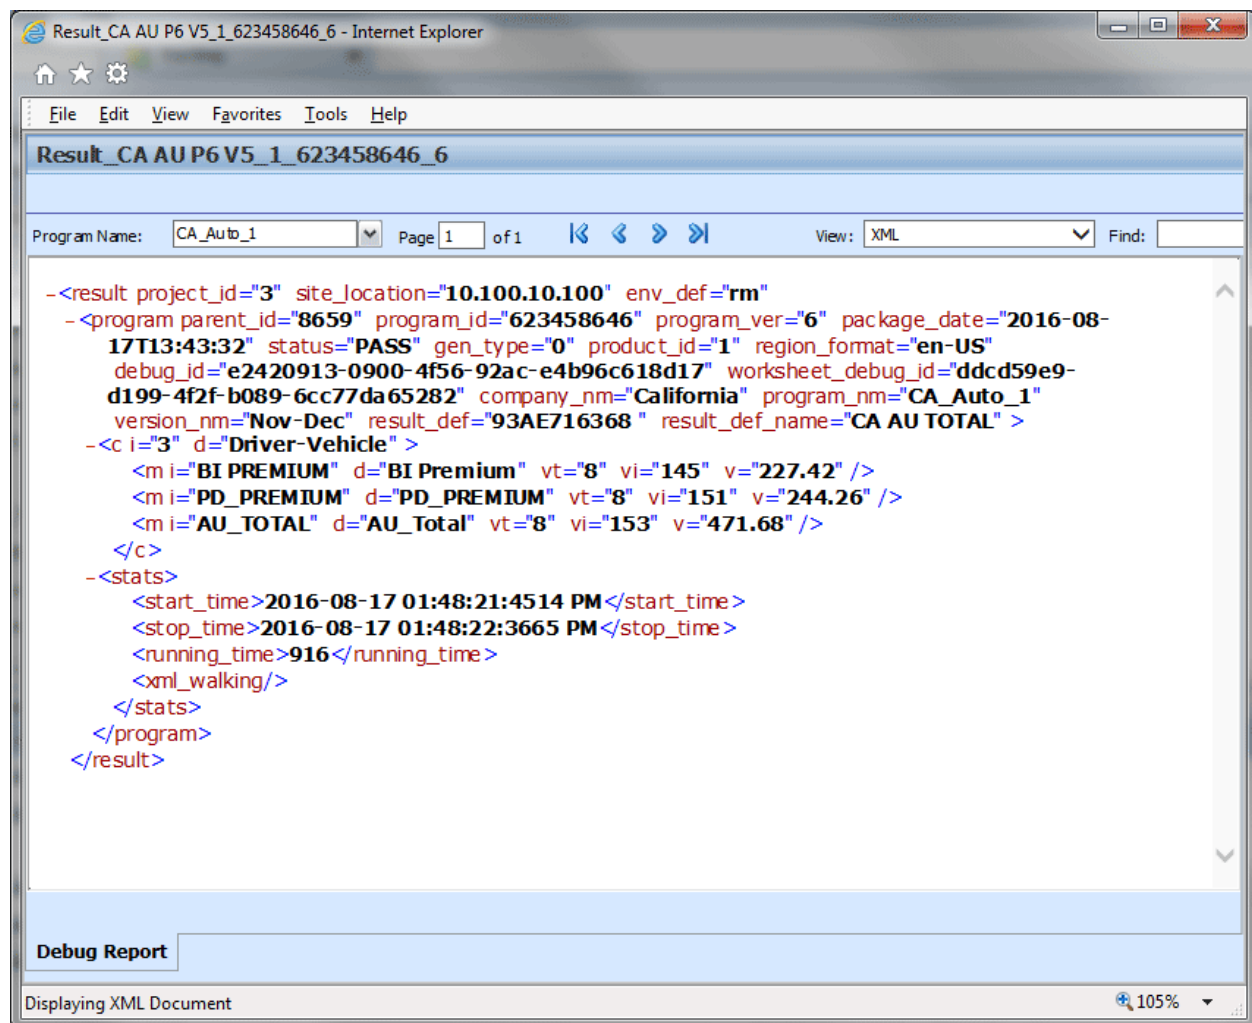 Result_CA AU P6 V5_1_623458646_6 - Internet Explorer
File Edit View Favorites Tools Help
Result_CA AU P6 V5_1_623458646_6
Program Name: CA_Auto_1 Page 1 of 1 View: XML Find:
-<result project_id="3" site_location="10.100.10.100" env_def="rm"
-<program parent_id="8659" program_id="623458646" program_ver="6" package_date="2016-08-
17T13:43:32" status="PASS" gen_type="0" product_id="1" region_format="en-US"
debug_id="e2420913-0900-4f56-92ac-e4b96c618d17" worksheet_debug_id="ddcd59e9-
d199-4f2f-b089-6cc77da65282" company_nm="California" program_nm="CA_Auto_1"
version_nm="Nov-Dec" result_def="93AE716368 " result_def_name="CA AU TOTAL" >
-<c i="3" d="Driver-Vehicle" >
<m i="BI PREMIUM" d="BI Premium" vt="8" vi="145" v="227.42" />
<m i="PD_PREMIUM" d="PD_PREMIUM" vt="8" vi="151" v="244.26" />
<m i="AU_TOTAL" d="AU_Total" vt="8" vi="153" v="471.68" />
</c>
-<stats>
<start_time>2016-08-17 01:48:21:4514 PM</start_time>
<stop_time>2016-08-17 01:48:22:3665 PM</stop_time>
<running_time>916</running_time>
<xml_walking/>
</stats>
</program>
</result>
Debug Report
Displaying XML Document 105%